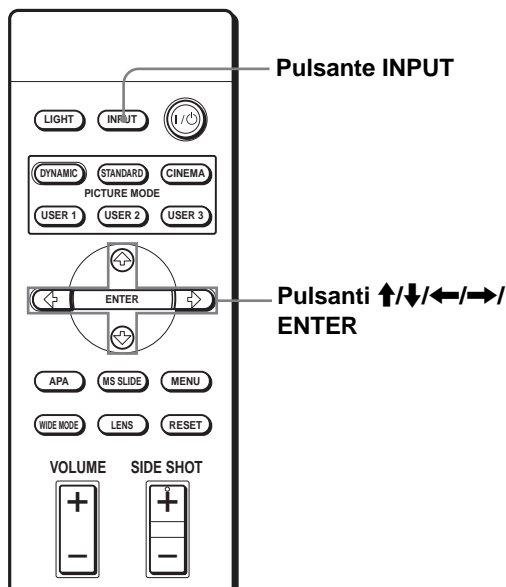 Pulsante INPUT
LIGHT INPUT I/⏻
DYNAMIC STANDARD CINEMA
PICTURE MODE
USER 1 USER 2 USER 3
ENTER
Pulsanti ↑/↓/←/→/
ENTER
APA MS SLIDE MENU
WIDE MODE LENS RESET
VOLUME SIDE SHOT
+ +
– –